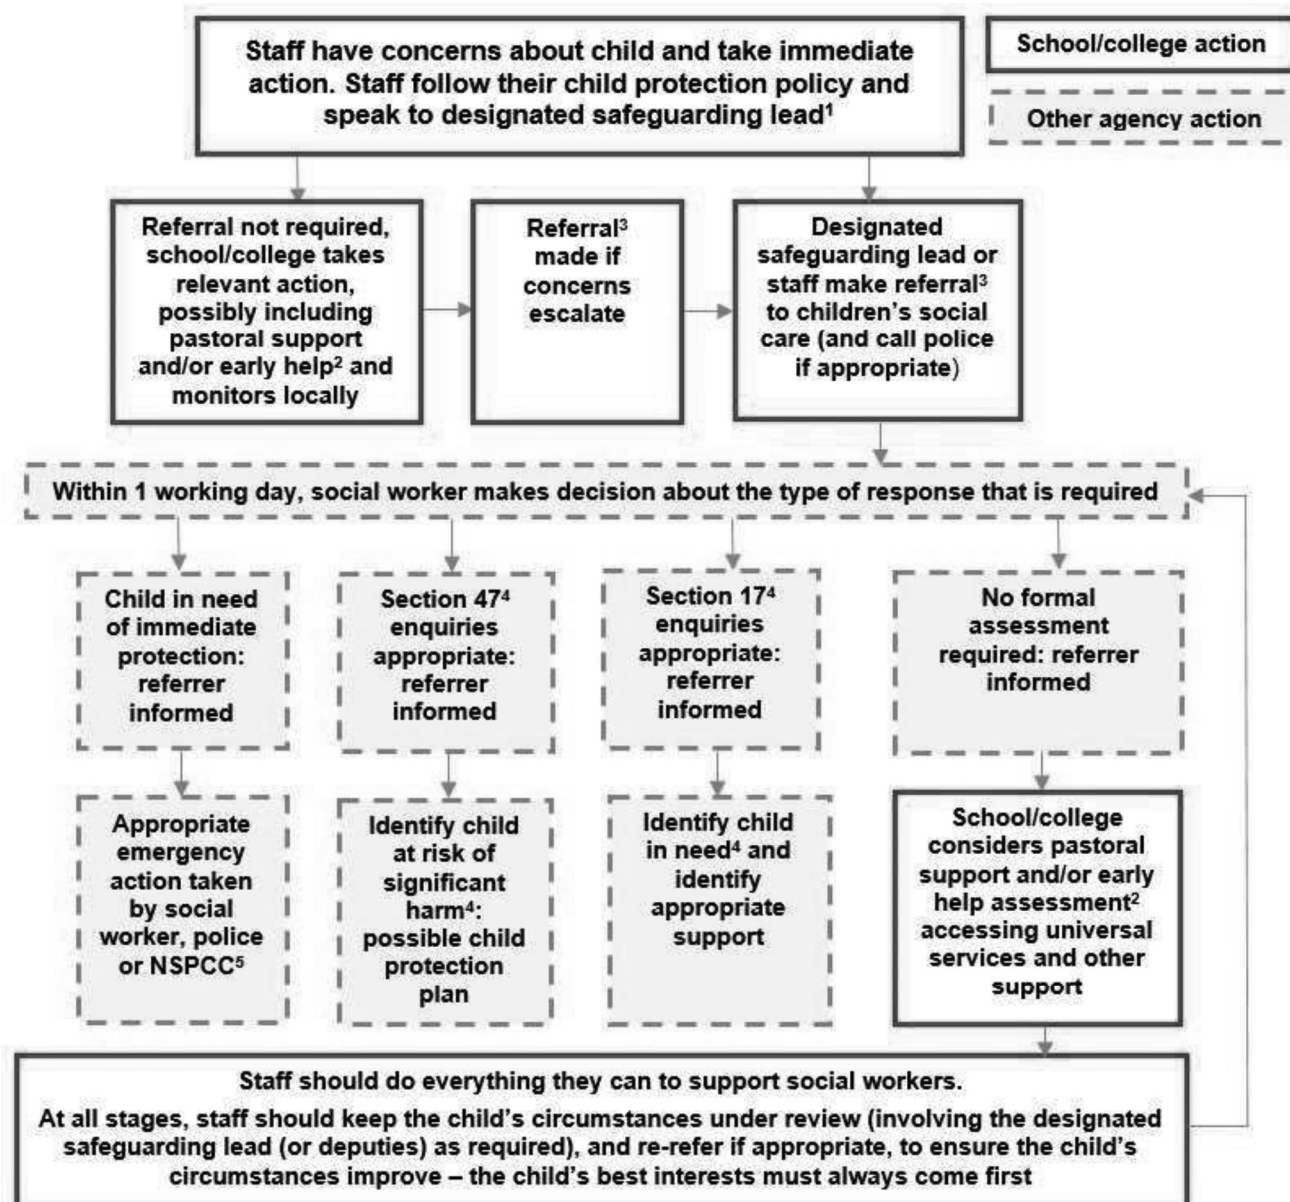 Staff have concerns about child and take immediate
action. Staff follow their child protection policy and
speak to designated safeguarding lead¹
School/college action
Other agency action
Referral not required,
school/college takes
relevant action,
possibly including
pastoral support
and/or early help² and
monitors locally
Referral³
made if
concerns
escalate
Designated
safeguarding lead or
staff make referral³
to children’s social
care (and call police
if appropriate)
Within 1 working day, social worker makes decision about the type of response that is required
Child in need
of immediate
protection:
referrer
informed
Section 47⁴
enquiries
appropriate:
referrer
informed
Section 17⁴
enquiries
appropriate:
referrer
informed
No formal
assessment
required: referrer
informed
Appropriate
emergency
action taken
by social
worker, police
or NSPCC⁵
Identify child
at risk of
significant
harm⁴:
possible child
protection
plan
Identify child
in need⁴ and
identify
appropriate
support
School/college
considers pastoral
support and/or early
help assessment²
accessing universal
services and other
support
Staff should do everything they can to support social workers.
At all stages, staff should keep the child’s circumstances under review (involving the designated
safeguarding lead (or deputies) as required), and re-refer if appropriate, to ensure the child’s
circumstances improve – the child’s best interests must always come first